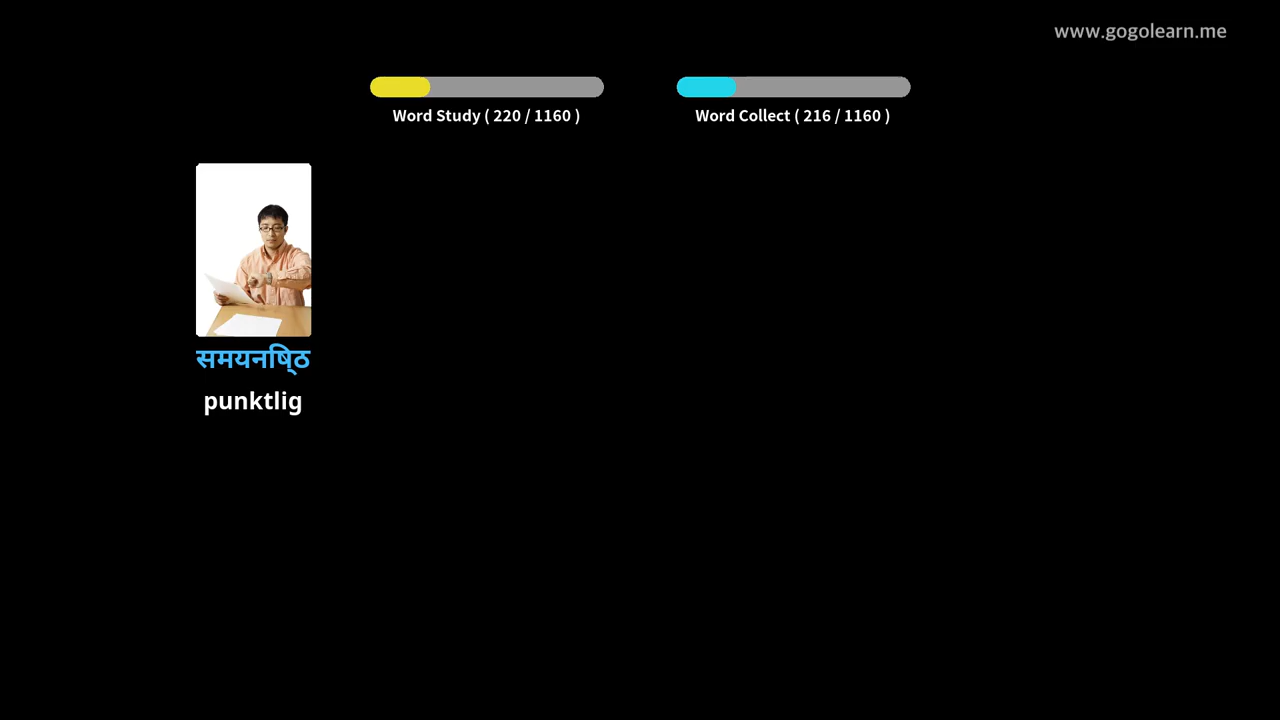 www.gogolearn.me
Word Study ( 220 / 1160 )
Word Collect ( 216 / 1160 )
समयनिष्ठ
punktlig